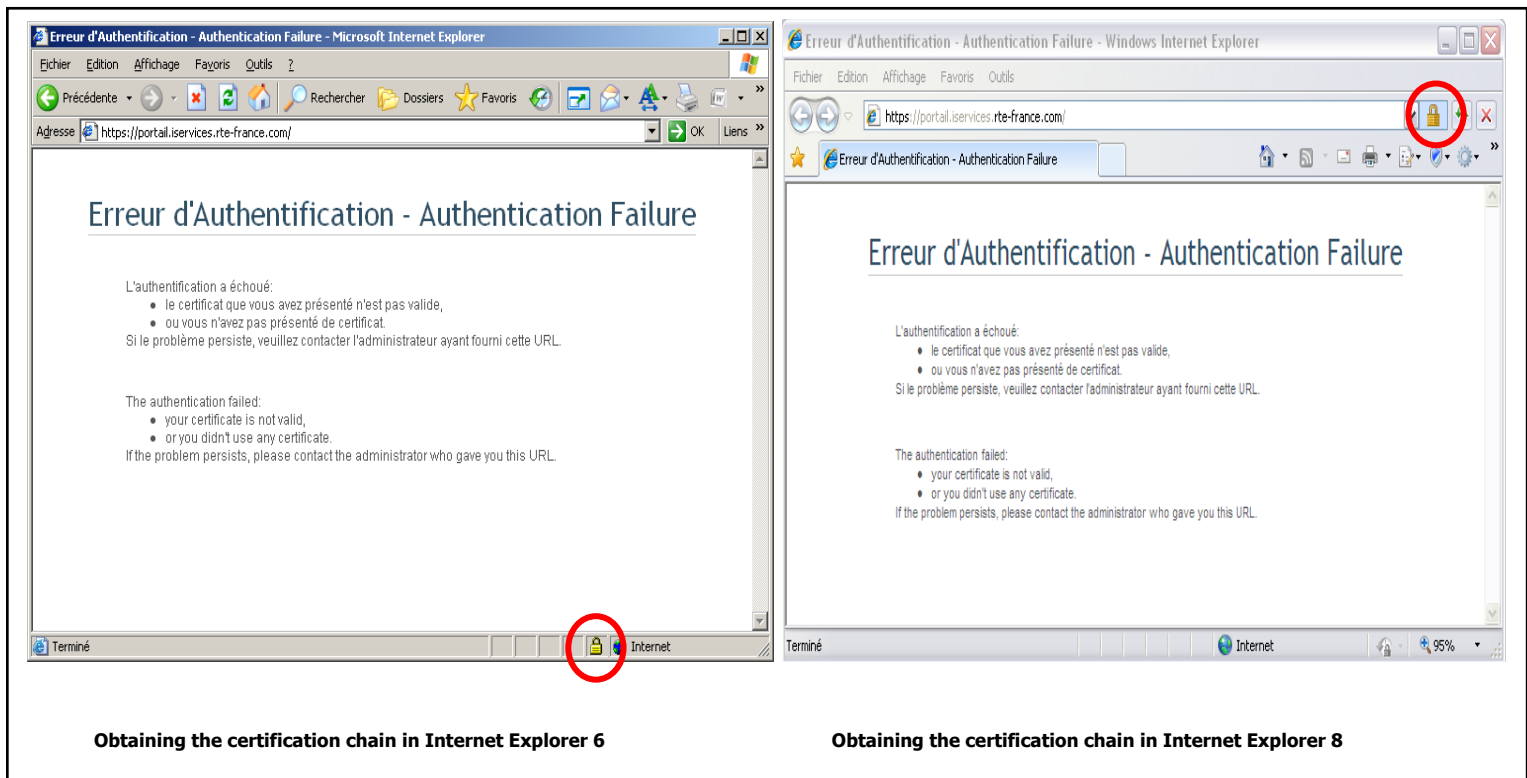 Erreur d'Authentification - Authentication Failure - Microsoft Internet Explorer
Fichier Edition Affichage Favoris Outils ?
Précédente Rechercher Dossiers Favoris »
Adresse https://portail.iservices.rte-france.com/ OK Liens »
Erreur d'Authentification - Authentication Failure
L'authentification a échoué:
• le certificat que vous avez présenté n'est pas valide,
• ou vous n'avez pas présenté de certificat.
Si le problème persiste, veuillez contacter l'administrateur ayant fourni cette URL.
The authentication failed:
• your certificate is not valid,
• or you didn't use any certificate.
If the problem persists, please contact the administrator who gave you this URL.
Terminé Internet
Obtaining the certification chain in Internet Explorer 6
Erreur d'Authentification - Authentication Failure - Windows Internet Explorer
Fichier Edition Affichage Favoris Outils
https://portail.iservices.rte-france.com/
Erreur d'Authentification - Authentication Failure »
Erreur d'Authentification - Authentication Failure
L'authentification a échoué:
• le certificat que vous avez présenté n'est pas valide,
• ou vous n'avez pas présenté de certificat.
Si le problème persiste, veuillez contacter l'administrateur ayant fourni cette URL.
The authentication failed:
• your certificate is not valid,
• or you didn't use any certificate.
If the problem persists, please contact the administrator who gave you this URL.
Terminé Internet 95%
Obtaining the certification chain in Internet Explorer 8